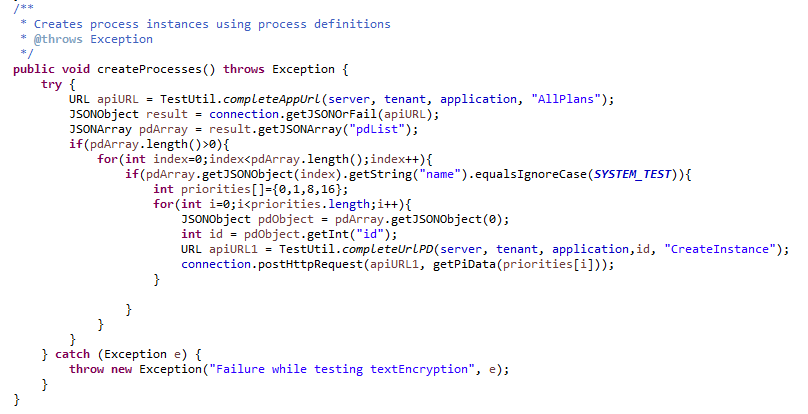 /**
 * Creates process instances using process definitions
 * @throws Exception
 */
public void createProcesses() throws Exception {
    try {
        URL apiURL = TestUtil.completeAppUrl(server, tenant, application, "AllPlans");
        JSONObject result = connection.getJSONOrFail(apiURL);
        JSONArray pdArray = result.getJSONArray("pdList");
        if(pdArray.length()>0){
            for(int index=0;index<pdArray.length();index++){
                if(pdArray.getJSONObject(index).getString("name").equalsIgnoreCase(SYSTEM_TEST)){
                    int priorities[]={0,1,8,16};
                    for(int i=0;i<priorities.length;i++){
                        JSONObject pdObject = pdArray.getJSONObject(0);
                        int id = pdObject.getInt("id");
                        URL apiURL1 = TestUtil.completeUrlPD(server, tenant, application,id, "CreateInstance");
                        connection.postHttpRequest(apiURL1, getPiData(priorities[i]));
                    }

                }
            }
        }
    } catch (Exception e) {
        throw new Exception("Failure while testing textEncryption", e);
    }
}